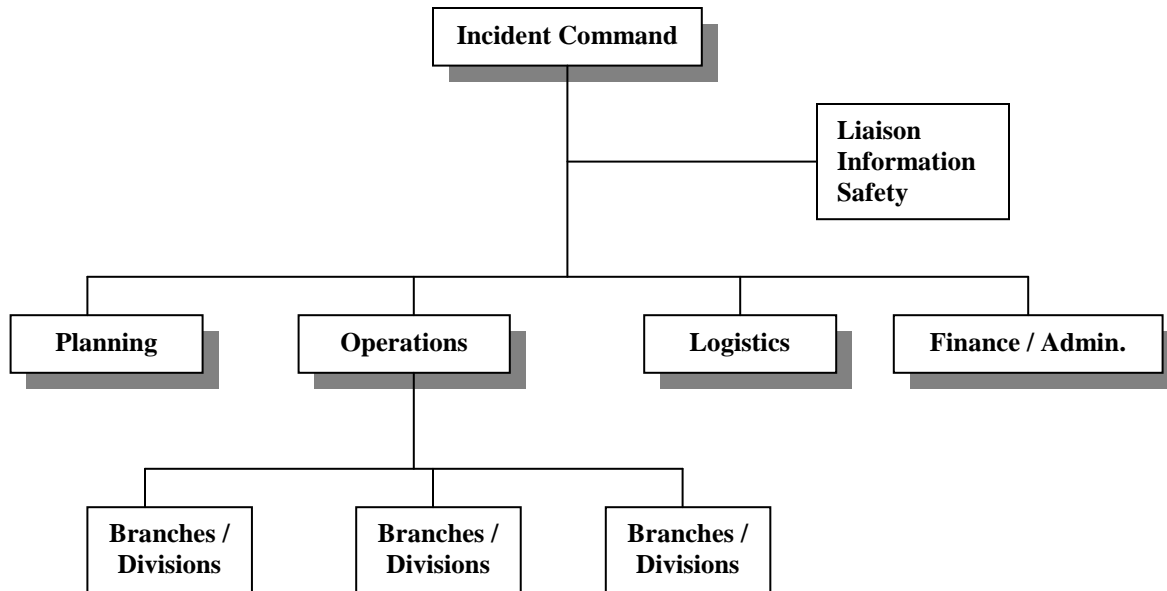 Incident Command
Liaison
Information
Safety
Planning
Operations
Logistics
Finance / Admin.
Branches /
Divisions
Branches /
Divisions
Branches /
Divisions